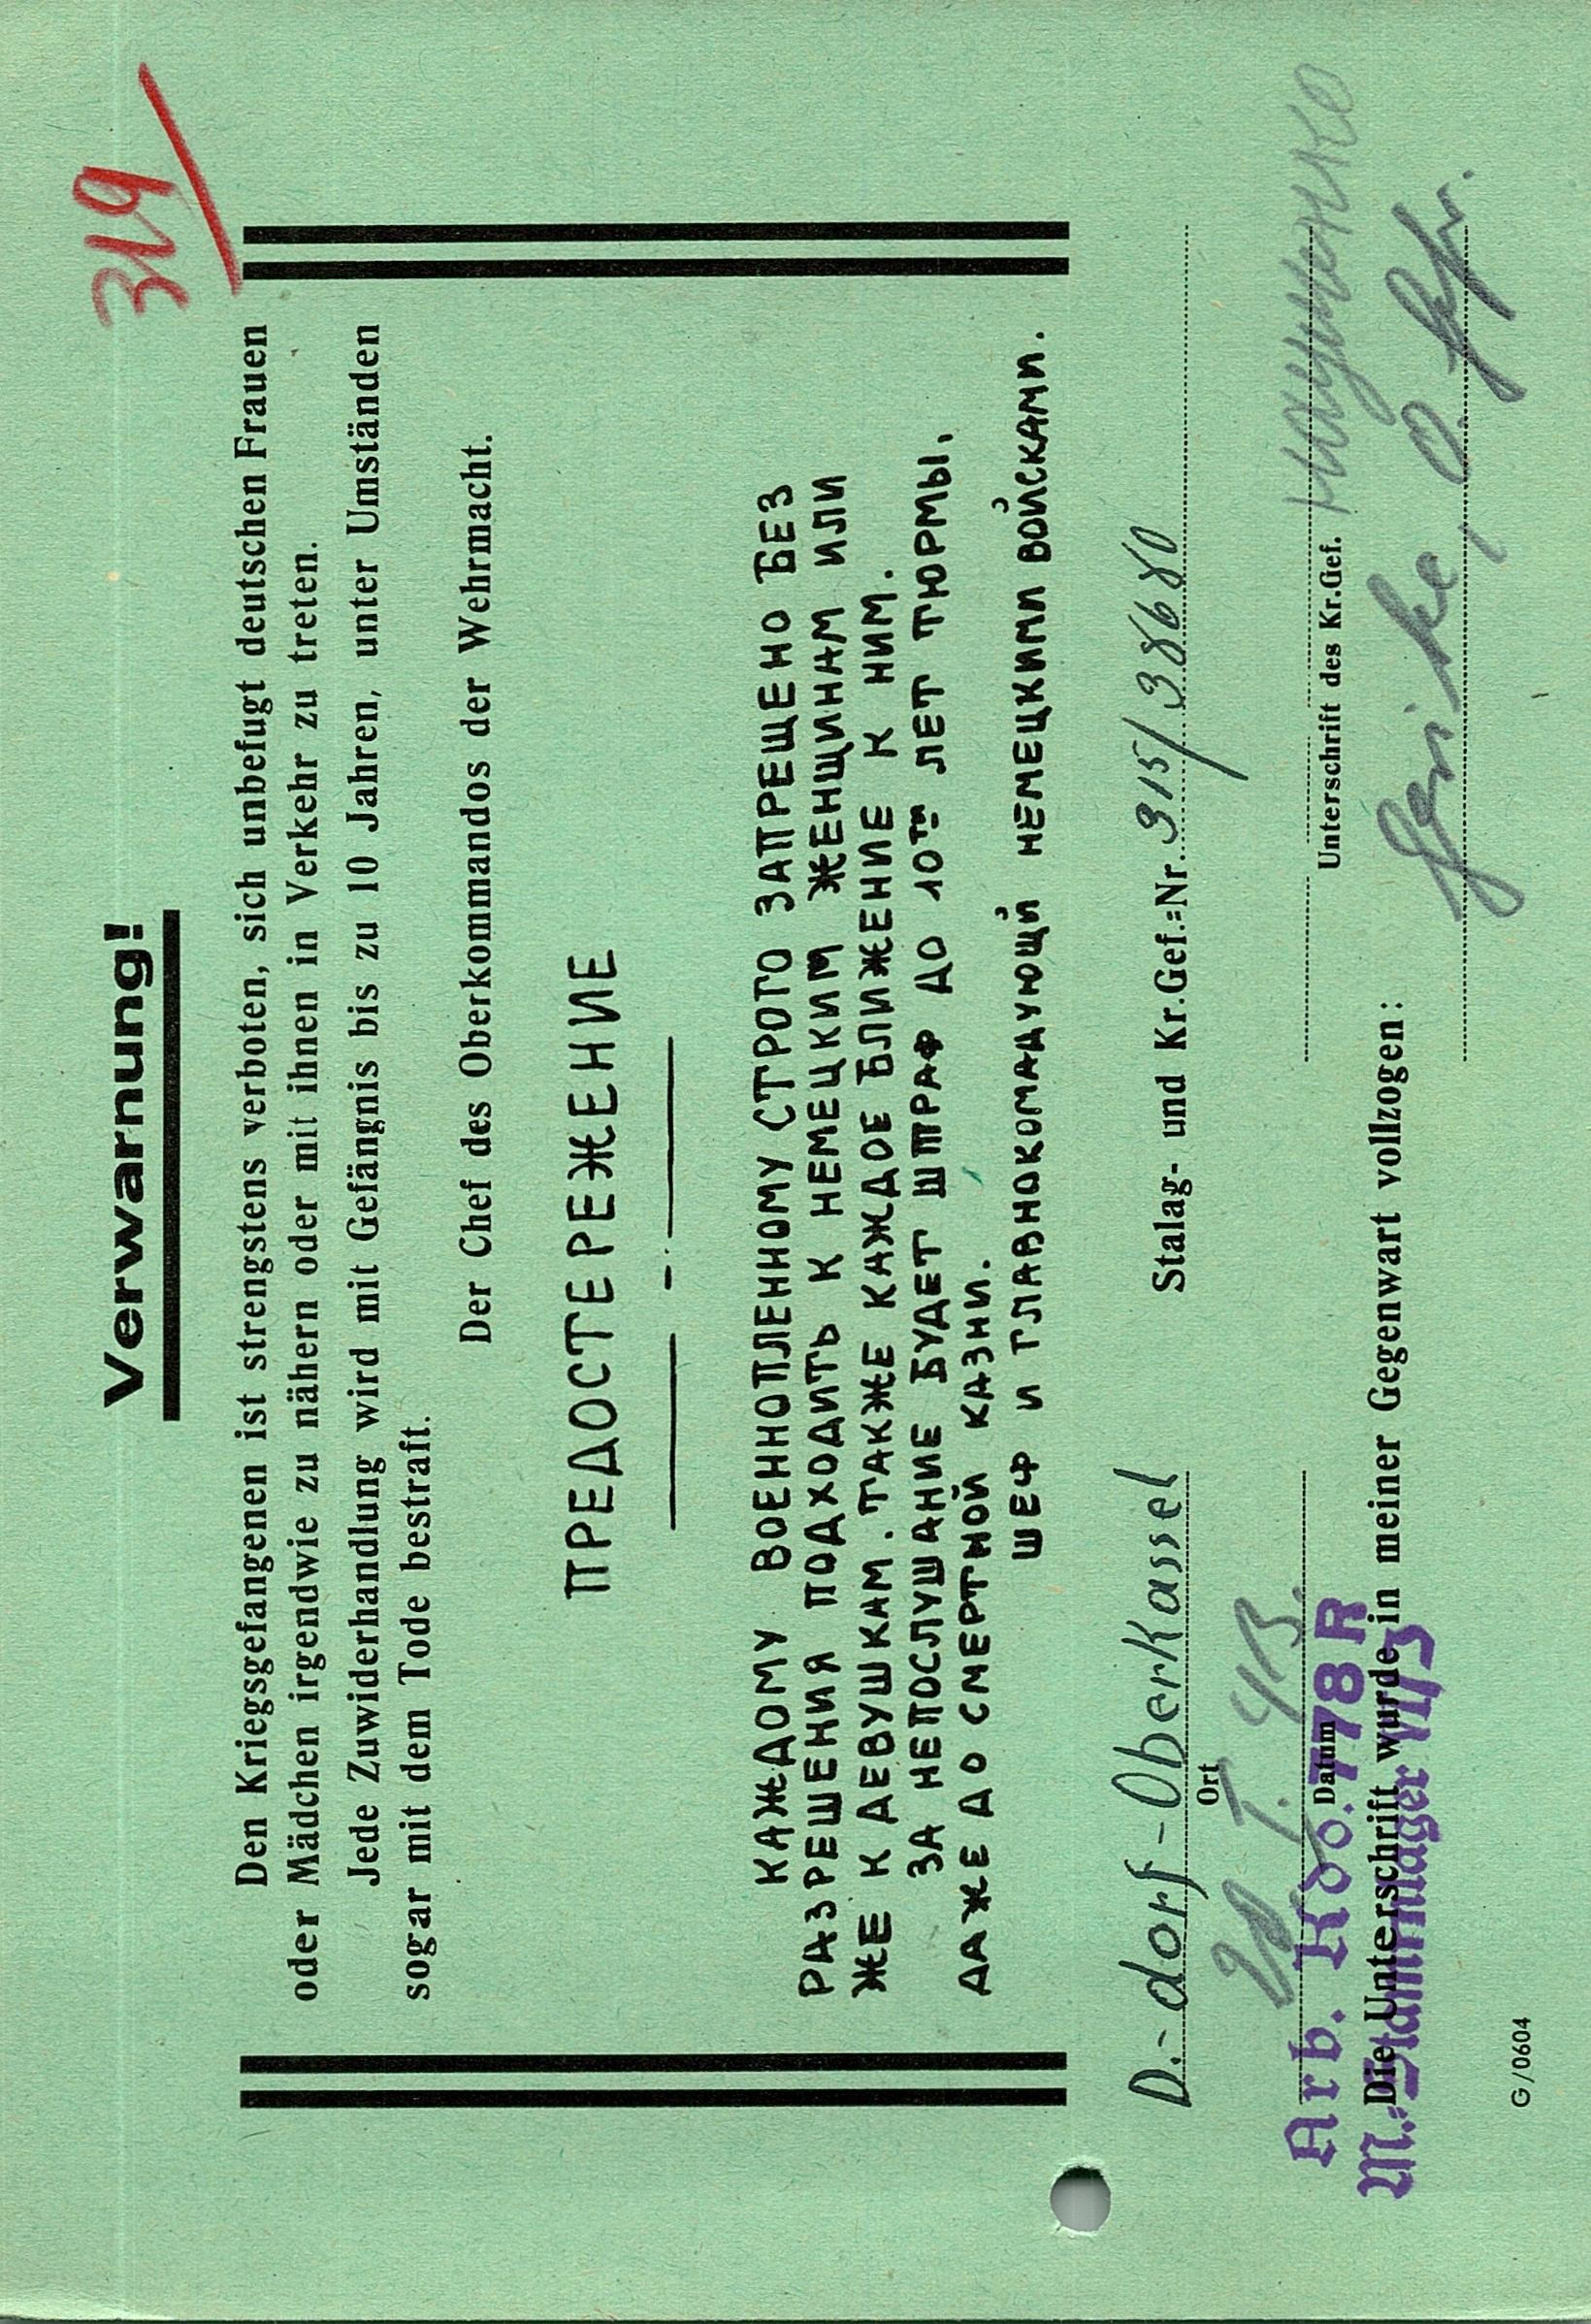 319
Verwarnung!
Den Kriegsgefangenen ist strengstens verboten, sich unbefugt deutschen Frauen
oder Mädchen irgendwie zu nähern oder mit ihnen in Verkehr zu treten.
Jede Zuwiderhandlung wird mit Gefängnis bis zu 10 Jahren, unter Umständen
sogar mit dem Tode bestraft.
Der Chef des Oberkommandos der Wehrmacht.
ПРЕДОСТЕРЕЖЕНИЕ
КАЖДОМУ ВОЕННОПЛЕННОМУ СТРОГО ЗАПРЕЩЕНО БЕЗ
РАЗРЕШЕНИЯ ПОДХОДИТЬ К НЕМЕЦКИМ ЖЕНЩИНАМ ИЛИ
ЖЕ К ДЕВУШКАМ. ТАКЖЕ КАЖДОЕ БЛИЖЕНИЕ К НИМ.
ЗА НЕПОСЛУШАНИЕ БУДЕТ ШТРАФ ДО 10ТИ ЛЕТ ТЮРМЫ,
ДАЖЕ ДО СМЕРТНОЙ КАЗНИ.
ШЕФ И ГЛАВНОКОМАДУЮЩЙ НЕМЕЦКИМИ ВОЙСКАМИ.
D.-dorf-Oberkassel Stalag- und Kr.Gef.=Nr. 315/38680
Ort
Datum
Unterschrift des Kr.Gef.
Arb. Kdo. 778 R
M.-Stammlager VI/J
Die Unterschrift wurde in meiner Gegenwart vollzogen:
G/0604